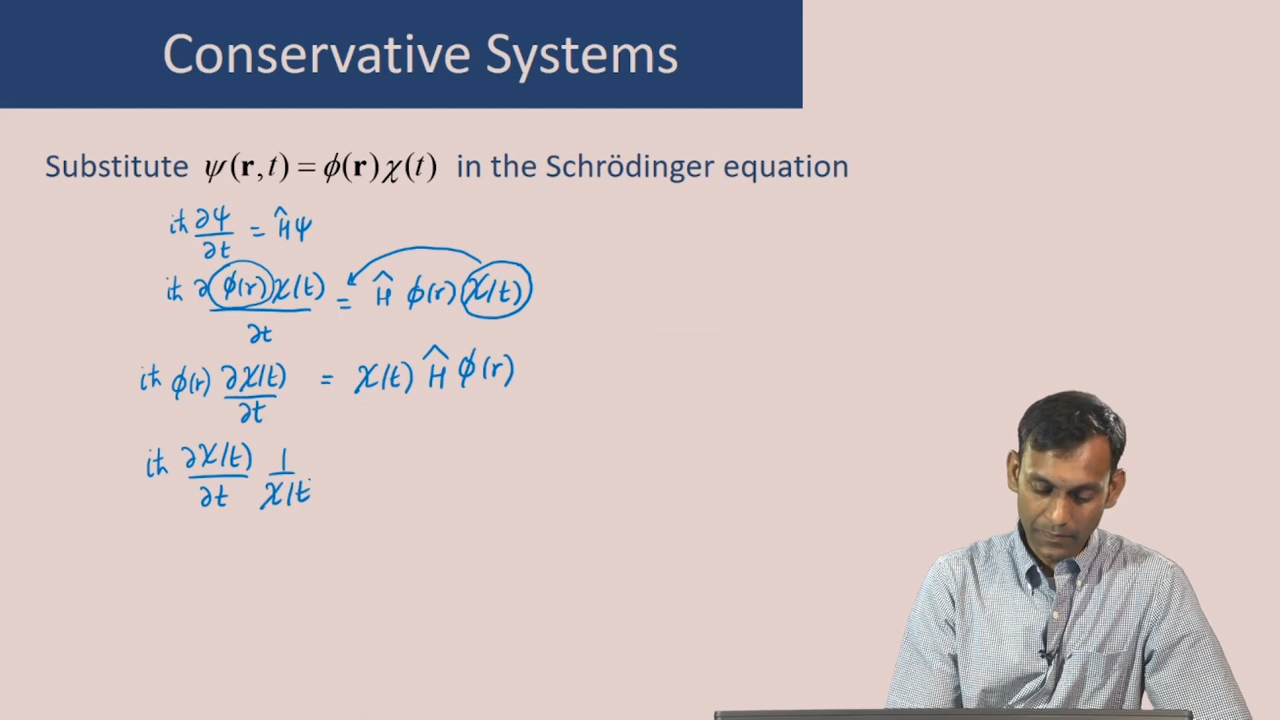 Conservative Systems
Substitute ψ(r,t) = ϕ(r)χ(t) in the Schrödinger equation
iħ ∂ψ/∂t = Ĥψ
iħ ∂ϕ(r)χ(t)/∂t = Ĥ ϕ(r) χ(t)
iħ ϕ(r) ∂χ(t)/∂t = χ(t) Ĥ ϕ(r)
iħ ∂χ(t)/∂t 1/χ(t